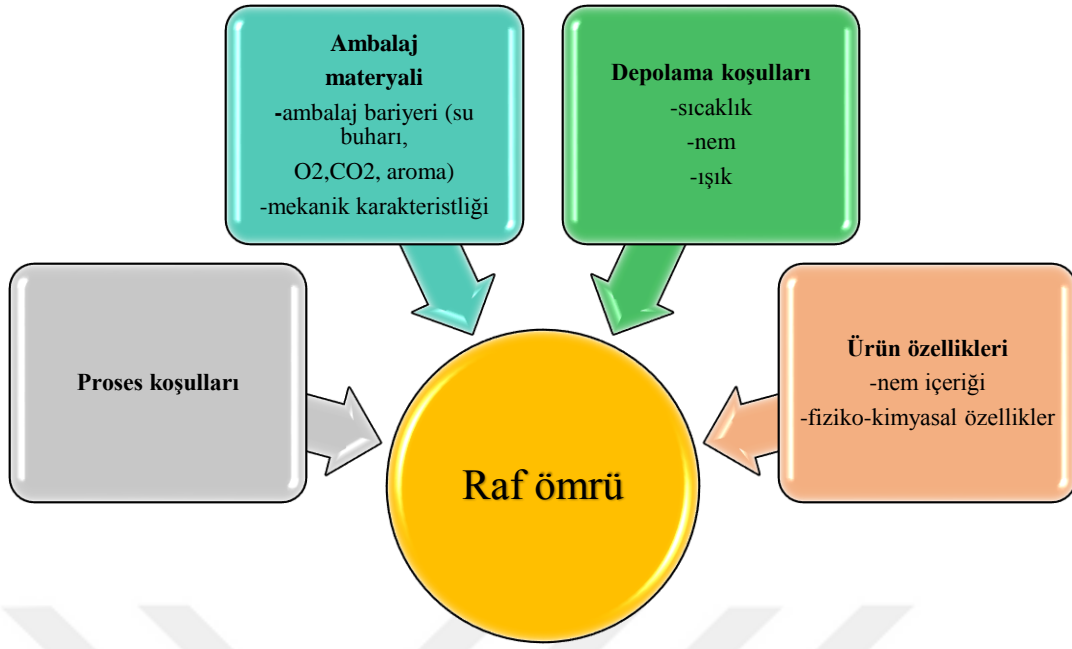 Ambalaj
materyali
-ambalaj bariyeri (su
buharı,
O2,CO2, aroma)
-mekanik karakteristliği
Depolama koşulları
-sıcaklık
-nem
-ışık
Proses koşulları
Ürün özellikleri
-nem içeriği
-fiziko-kimyasal özellikler
Raf ömrü